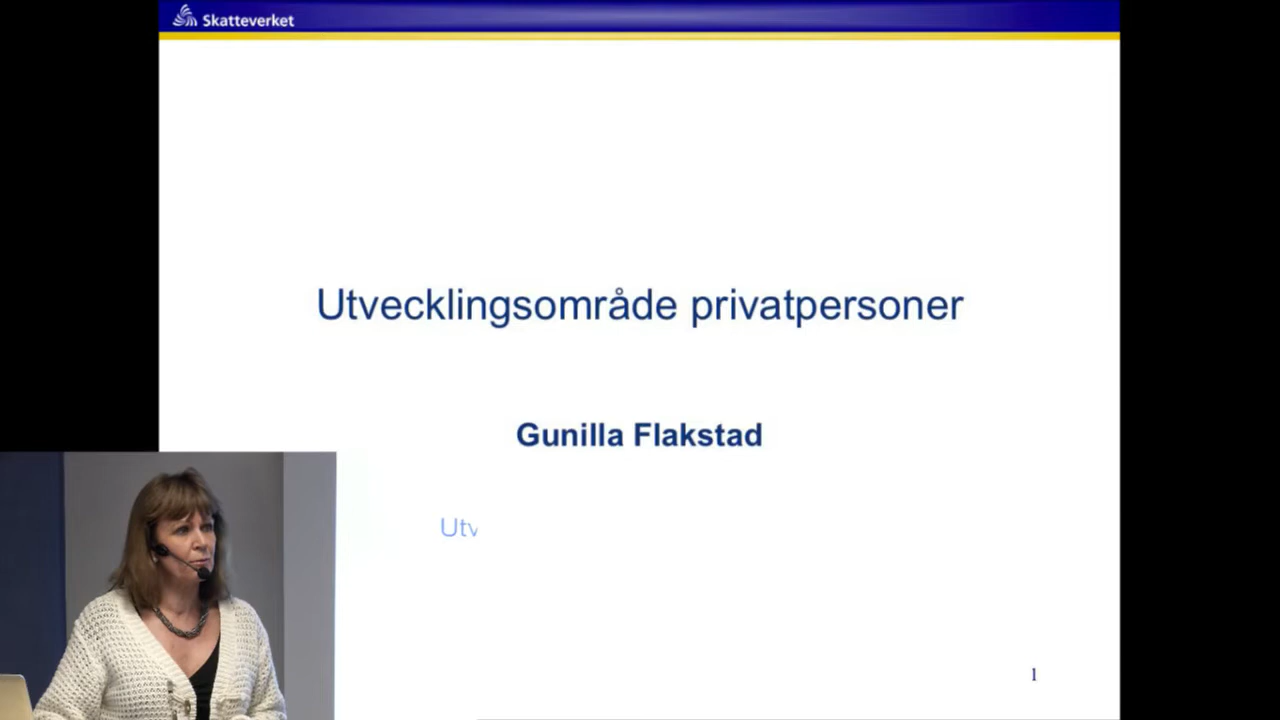 Skatteverket
Utvecklingsområde privatpersoner
Gunilla Flakstad
Utv
1